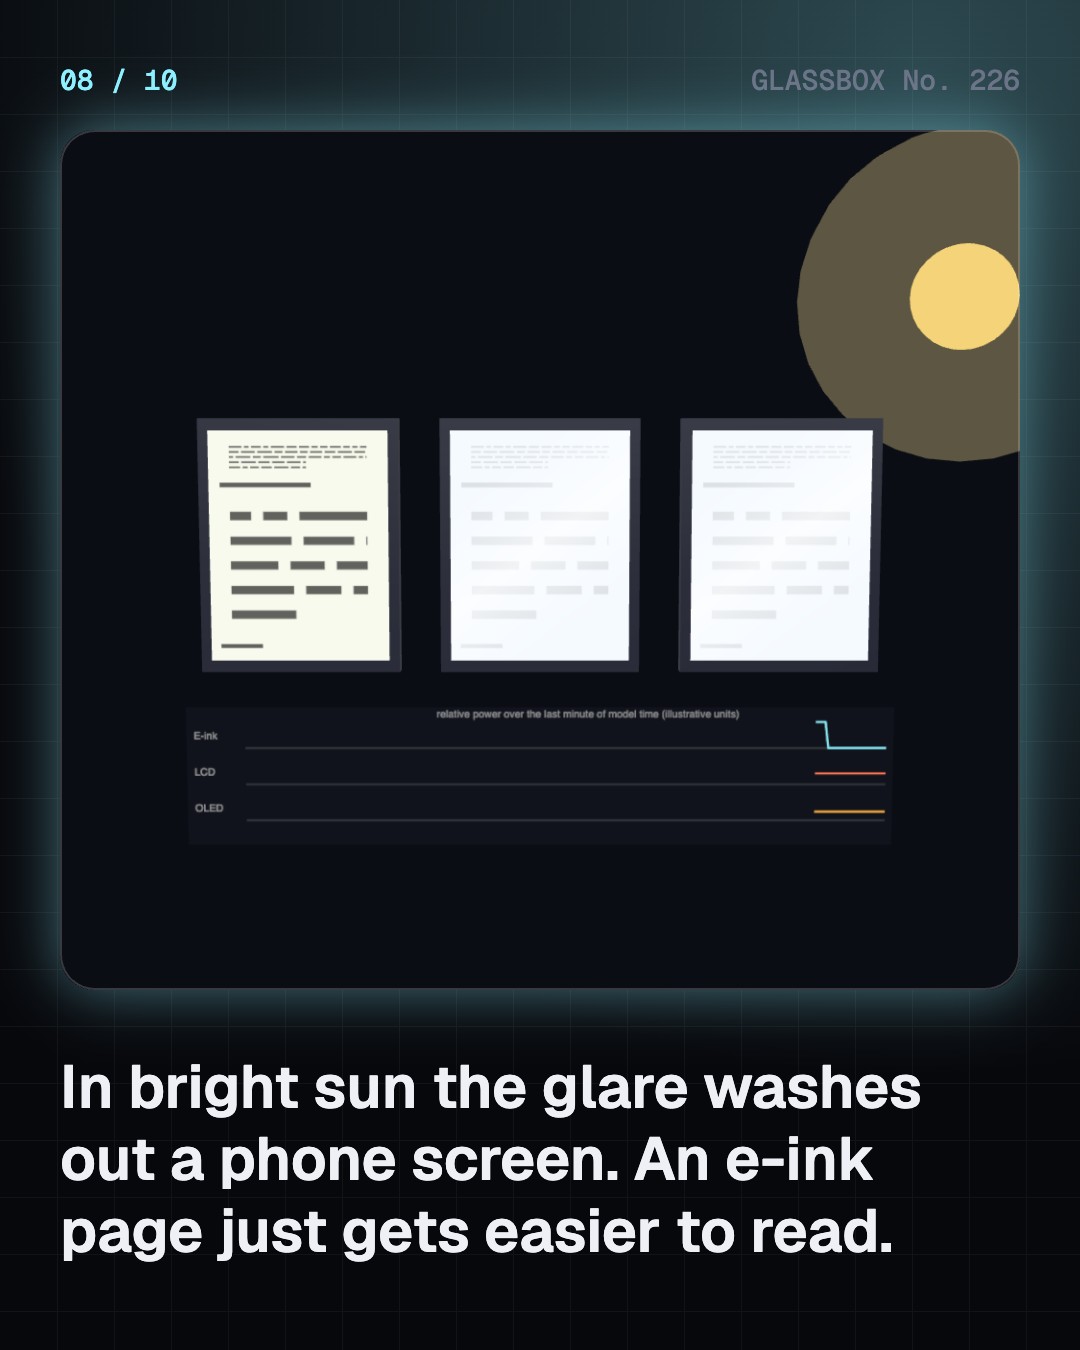 08 / 10
GLASSBOX No. 226
relative power over the last minute of model time (illustrative units)
E-ink
LCD
OLED
In bright sun the glare washes
out a phone screen. An e-ink
page just gets easier to read.